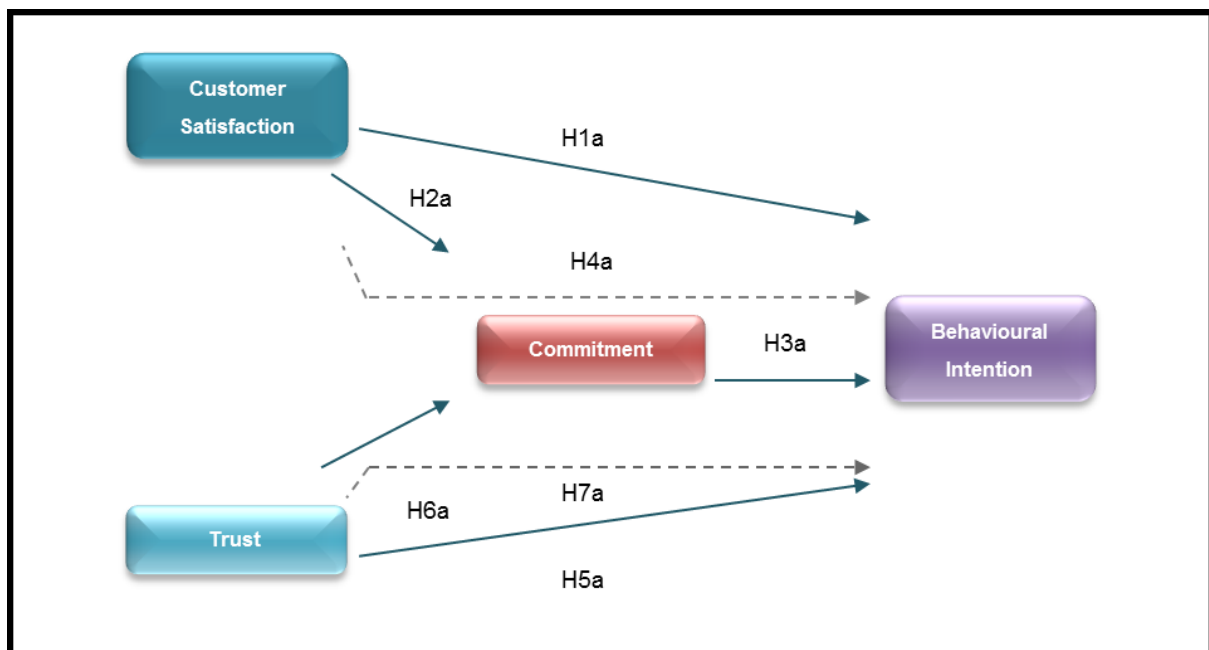 Customer
Satisfaction
H1a
H2a
H4a
Commitment
H3a
Behavioural
Intention
H7a
H6a
Trust
H5a